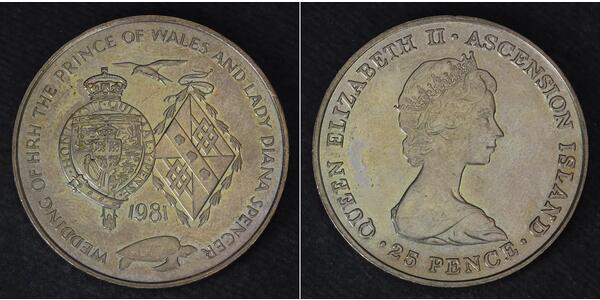 WEDDING OF HRH THE PRINCE OF WALES AND LADY DIANA SPENCER
1981
QUEEN ELIZABETH II · ASCENSION ISLAND
· 25 PENCE ·